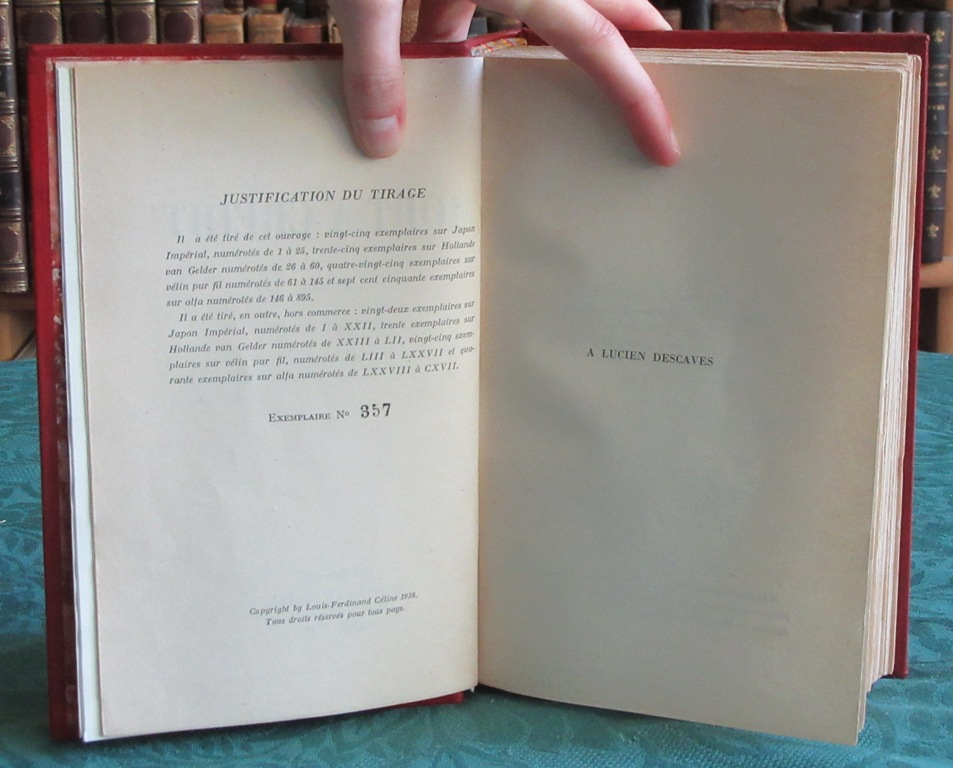 JUSTIFICATION DU TIRAGE
Il a été tiré de cet ouvrage : vingt-cinq exemplaires sur Japon
Impérial, numérotés de 1 à 25, trente-cinq exemplaires sur Hollande
van Gelder numérotés de 26 à 60, quatre-vingt-cinq exemplaires sur
vélin pur fil numérotés de 61 à 145 et sept cent cinquante exemplaires
sur alfa numérotés de 146 à 895.
Il a été tiré, en outre, hors commerce : vingt-deux exemplaires sur
Japon Impérial, numérotés de I à XXII, trente exemplaires sur
Hollande van Gelder numérotés de XXIII à LII, vingt-cinq exem-
plaires sur vélin pur fil, numérotés de LIII à LXXVII et qua-
rante exemplaires sur alfa numérotés de LXXVIII à CXVII.
EXEMPLAIRE No 357
Copyright by Louis-Ferdinand Céline 1936.
Tous droits réservés pour tous pays.
A LUCIEN DESCAVES